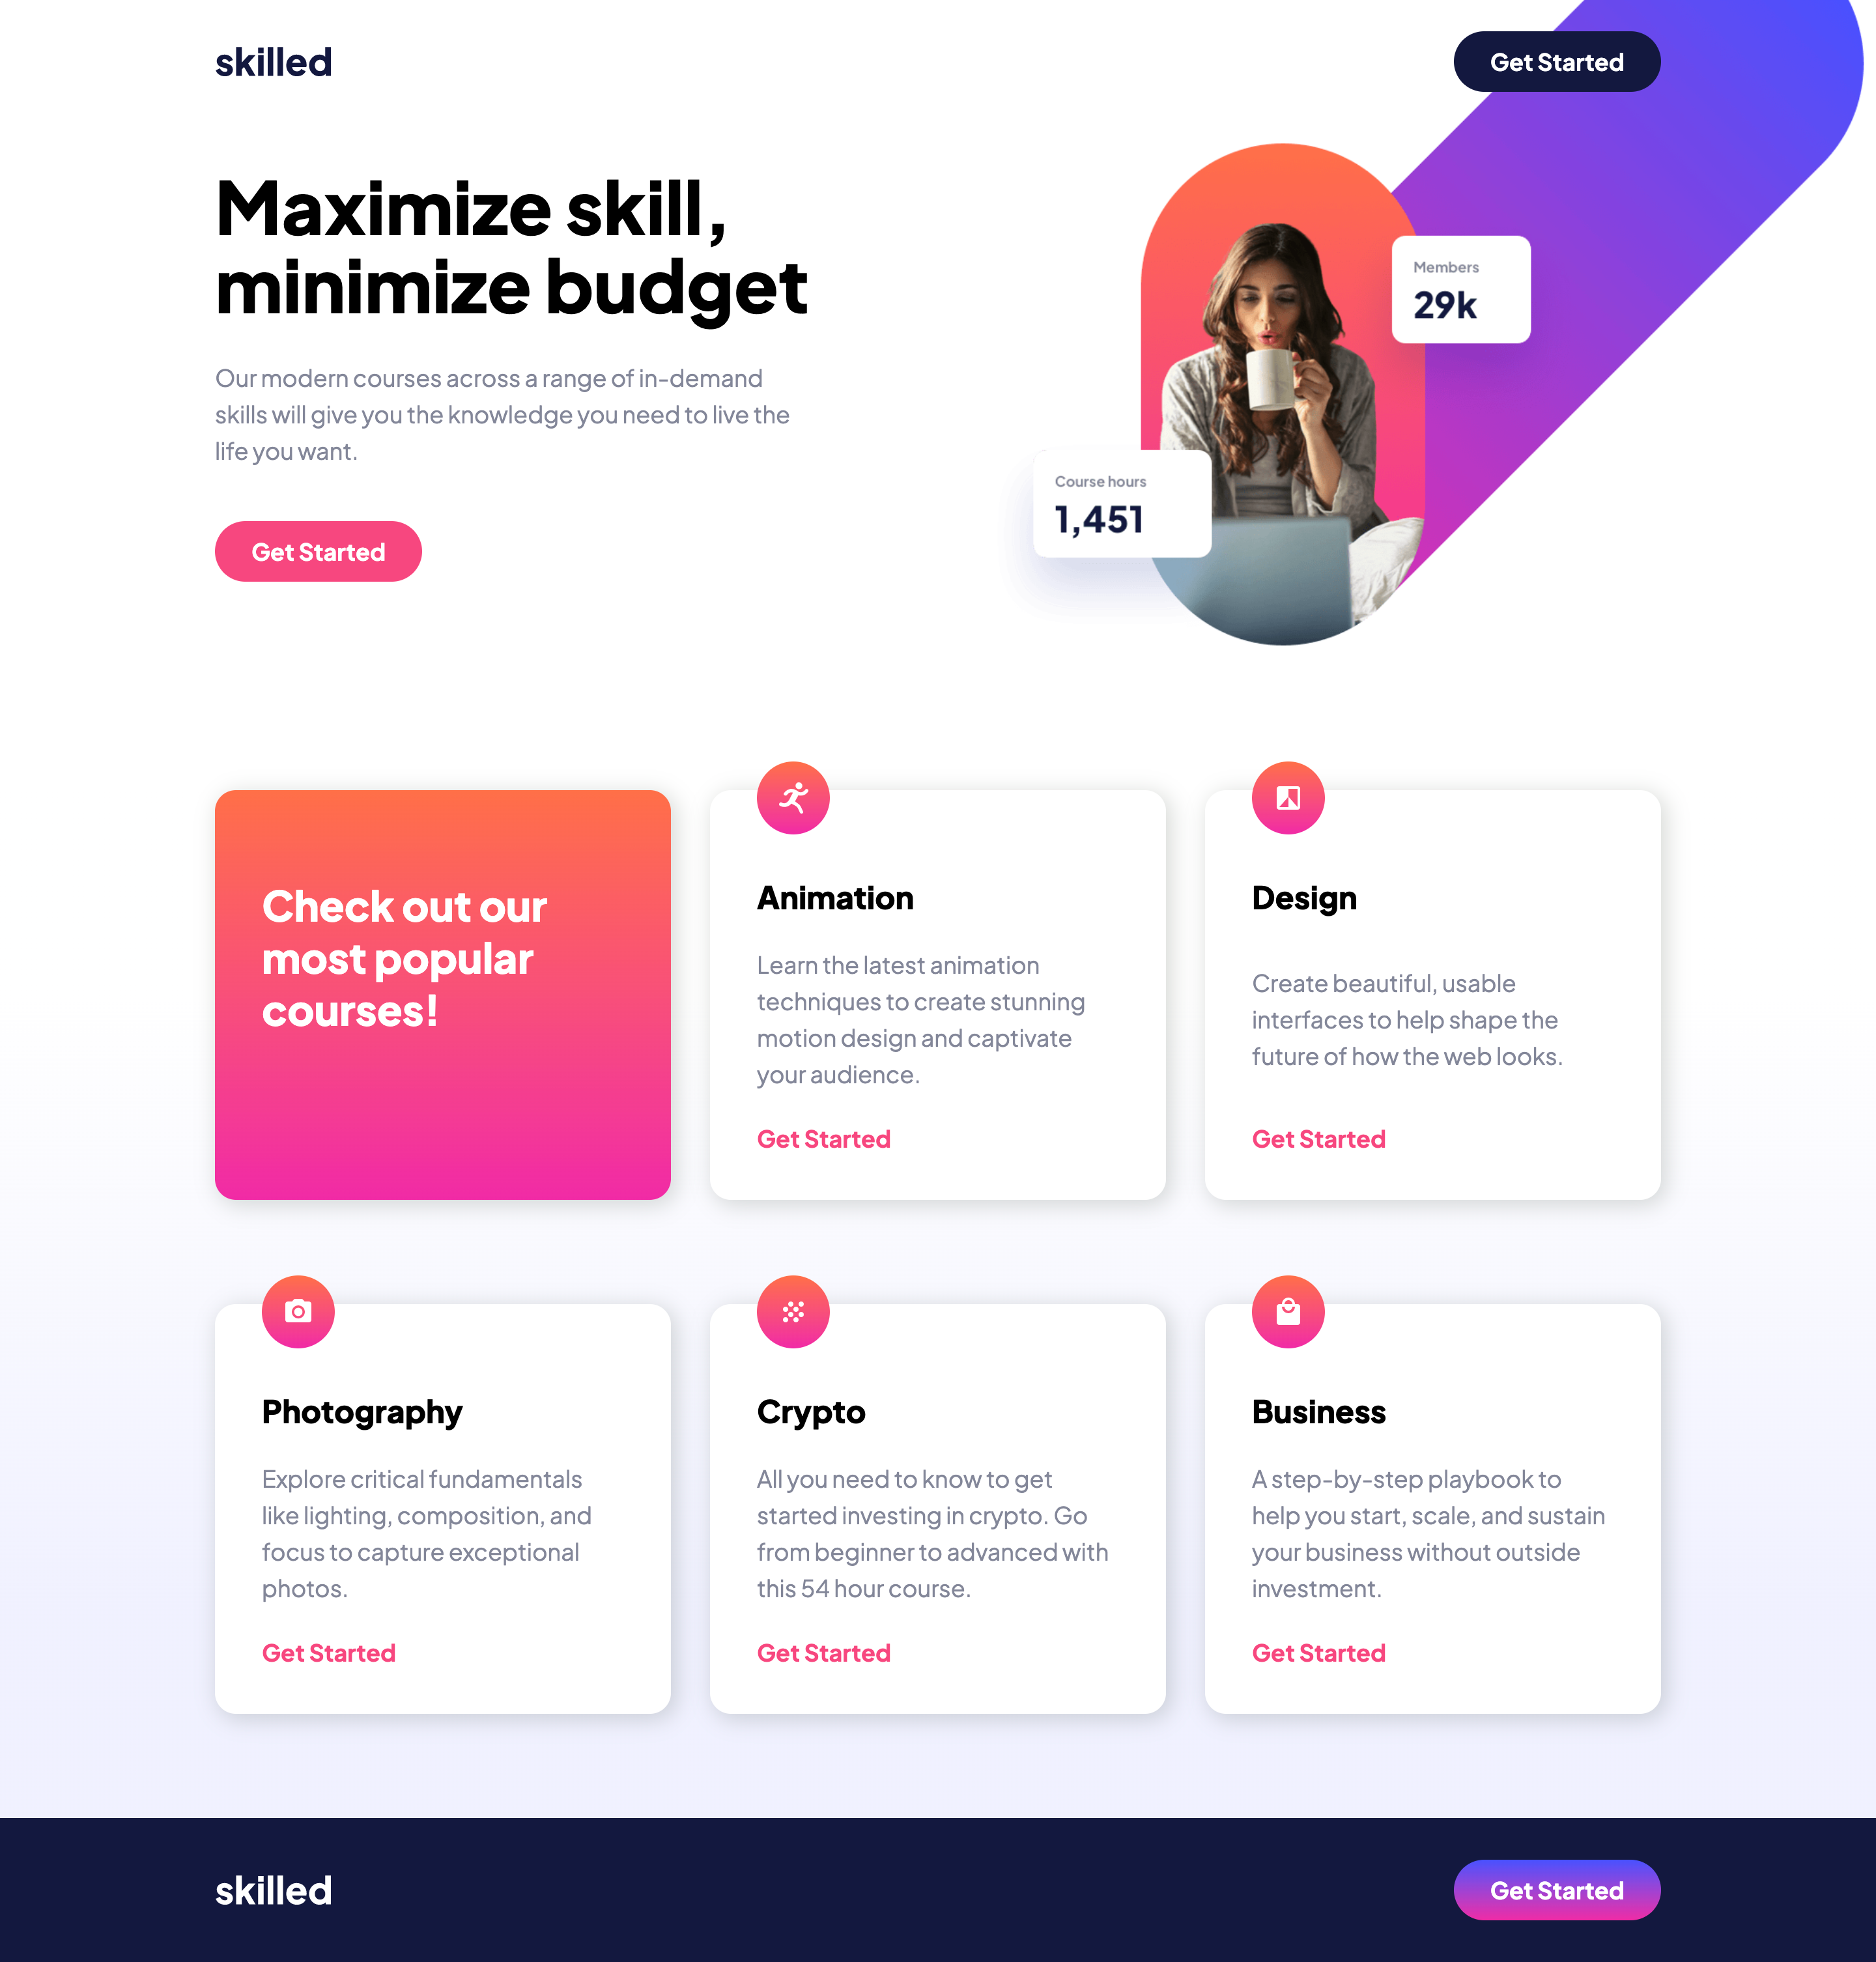 skilled
Get Started
Maximize skill,
minimize budget
Our modern courses across a range of in-demand
skills will give you the knowledge you need to live the
life you want.
Get Started
Members
29k
Course hours
1,451
Check out our
most popular
courses!
Animation
Learn the latest animation
techniques to create stunning
motion design and captivate
your audience.
Get Started
Design
Create beautiful, usable
interfaces to help shape the
future of how the web looks.
Get Started
Photography
Explore critical fundamentals
like lighting, composition, and
focus to capture exceptional
photos.
Get Started
Crypto
All you need to know to get
started investing in crypto. Go
from beginner to advanced with
this 54 hour course.
Get Started
Business
A step-by-step playbook to
help you start, scale, and sustain
your business without outside
investment.
Get Started
skilled
Get Started